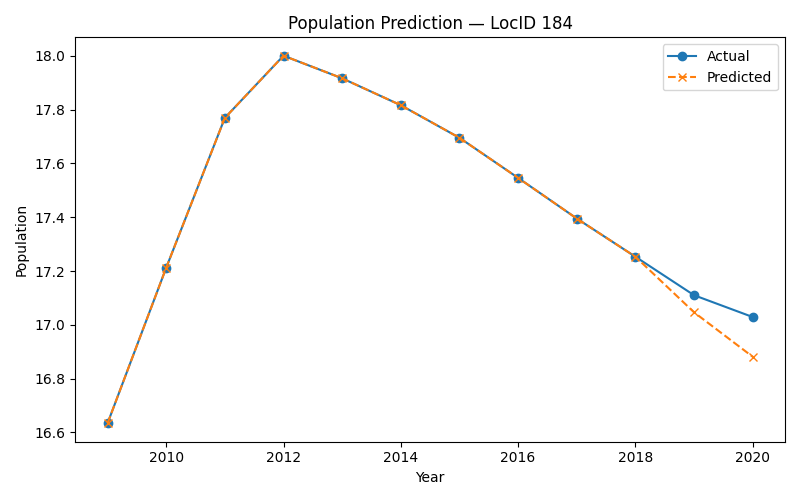 Population Prediction — LocID 184
Actual
Predicted
Population
18.0
17.8
17.6
17.4
17.2
17.0
16.8
16.6
2010 2012 2014 2016 2018 2020
Year